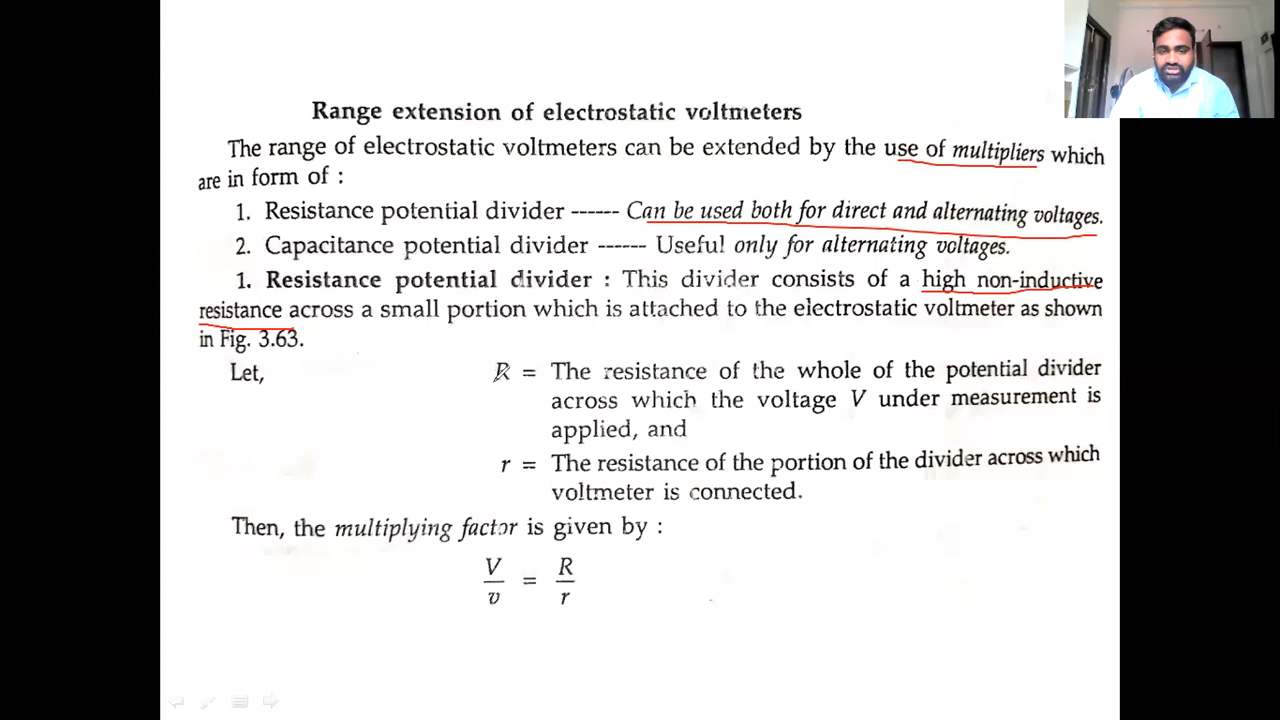 Range extension of electrostatic voltmeters
The range of electrostatic voltmeters can be extended by the use of multipliers which
are in form of :
1. Resistance potential divider ------ Can be used both for direct and alternating voltages.
2. Capacitance potential divider ------ Useful only for alternating voltages.
1. Resistance potential divider : This divider consists of a high non-inductive
resistance across a small portion which is attached to the electrostatic voltmeter as shown
in Fig. 3.63.
Let, R = The resistance of the whole of the potential divider
across which the voltage V under measurement is
applied, and
r = The resistance of the portion of the divider across which
voltmeter is connected.
Then, the multiplying factor is given by :
V/v = R/r